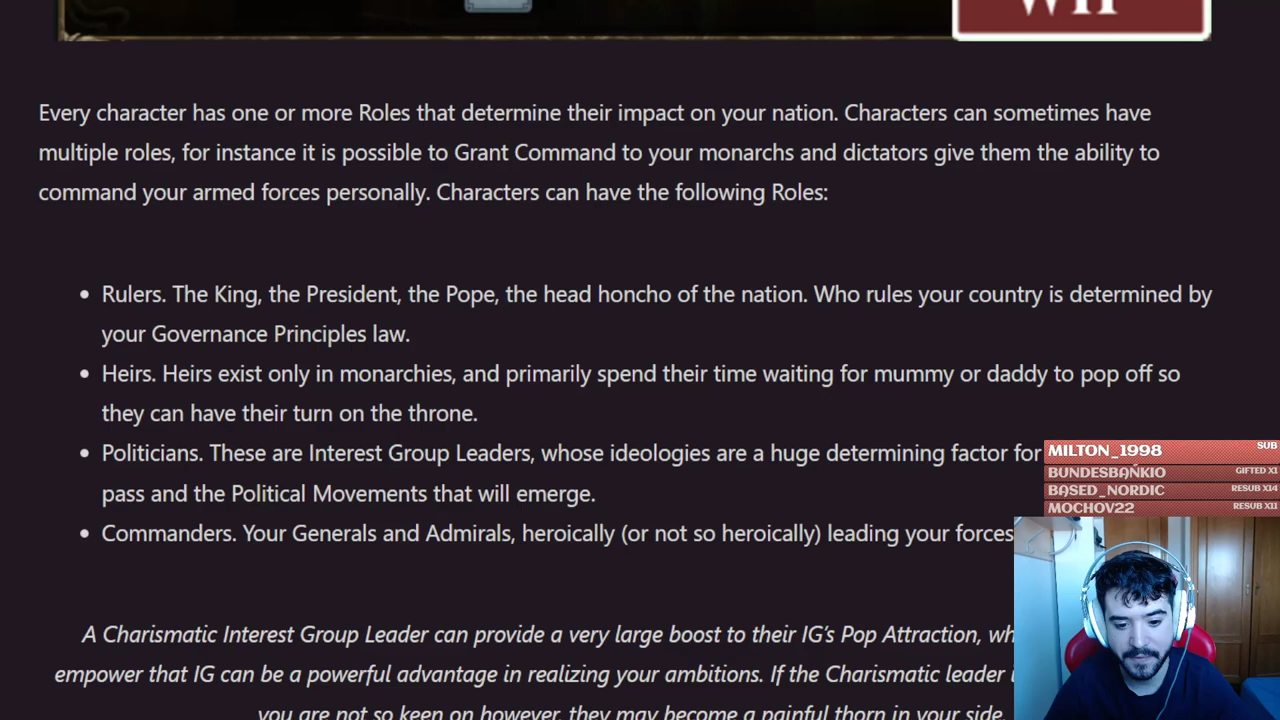 WIP
Every character has one or more Roles that determine their impact on your nation. Characters can sometimes have
multiple roles, for instance it is possible to Grant Command to your monarchs and dictators give them the ability to
command your armed forces personally. Characters can have the following Roles:
• Rulers. The King, the President, the Pope, the head honcho of the nation. Who rules your country is determined by
your Governance Principles law.
• Heirs. Heirs exist only in monarchies, and primarily spend their time waiting for mummy or daddy to pop off so
they can have their turn on the throne.
• Politicians. These are Interest Group Leaders, whose ideologies are a huge determining factor for
pass and the Political Movements that will emerge.
• Commanders. Your Generals and Admirals, heroically (or not so heroically) leading your forces
A Charismatic Interest Group Leader can provide a very large boost to their IG's Pop Attraction,
empower that IG can be a powerful advantage in realizing your ambitions. If the Charismatic leader
you are not so keen on however, they may become a painful thorn in your side.
MILTON_1998 SUB
BUNDESBAÑKIO GIFTED X1
BASED_NORDIC RESUB X14
MOCHOV22 RESUB X11